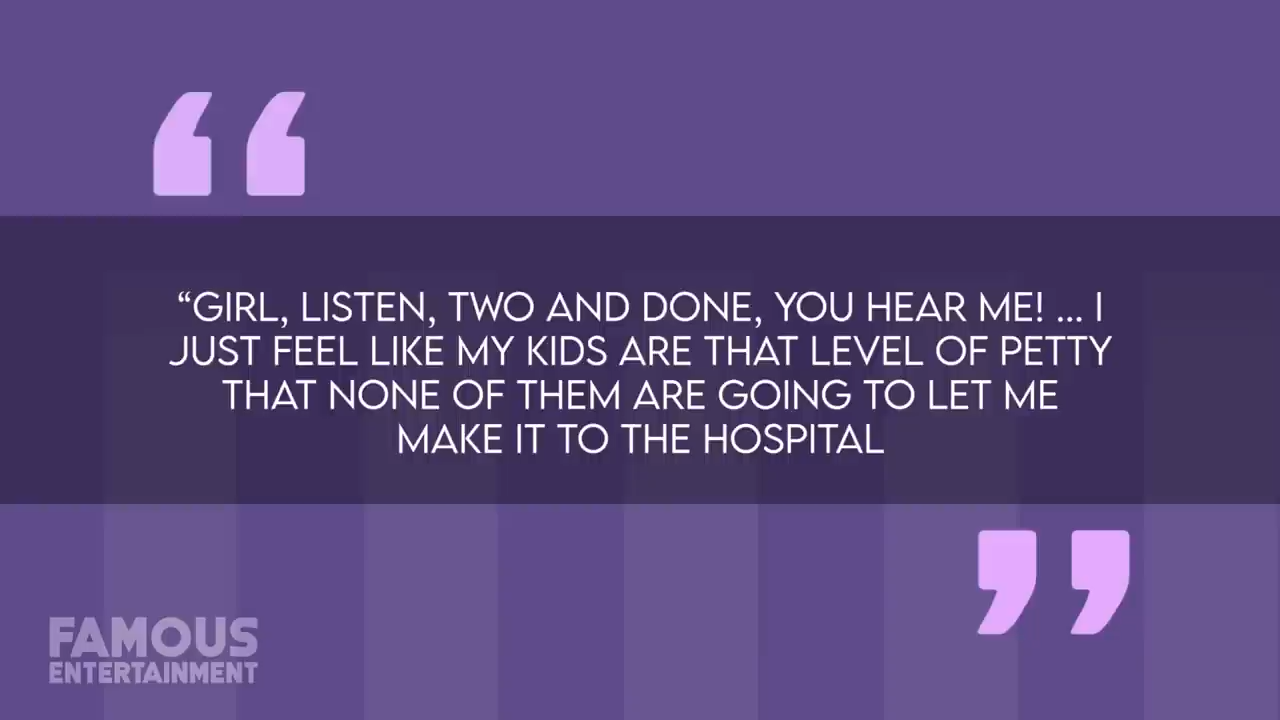 “GIRL, LISTEN, TWO AND DONE, YOU HEAR ME! ... I
JUST FEEL LIKE MY KIDS ARE THAT LEVEL OF PETTY
THAT NONE OF THEM ARE GOING TO LET ME
MAKE IT TO THE HOSPITAL
FAMOUS
ENTERTAINMENT